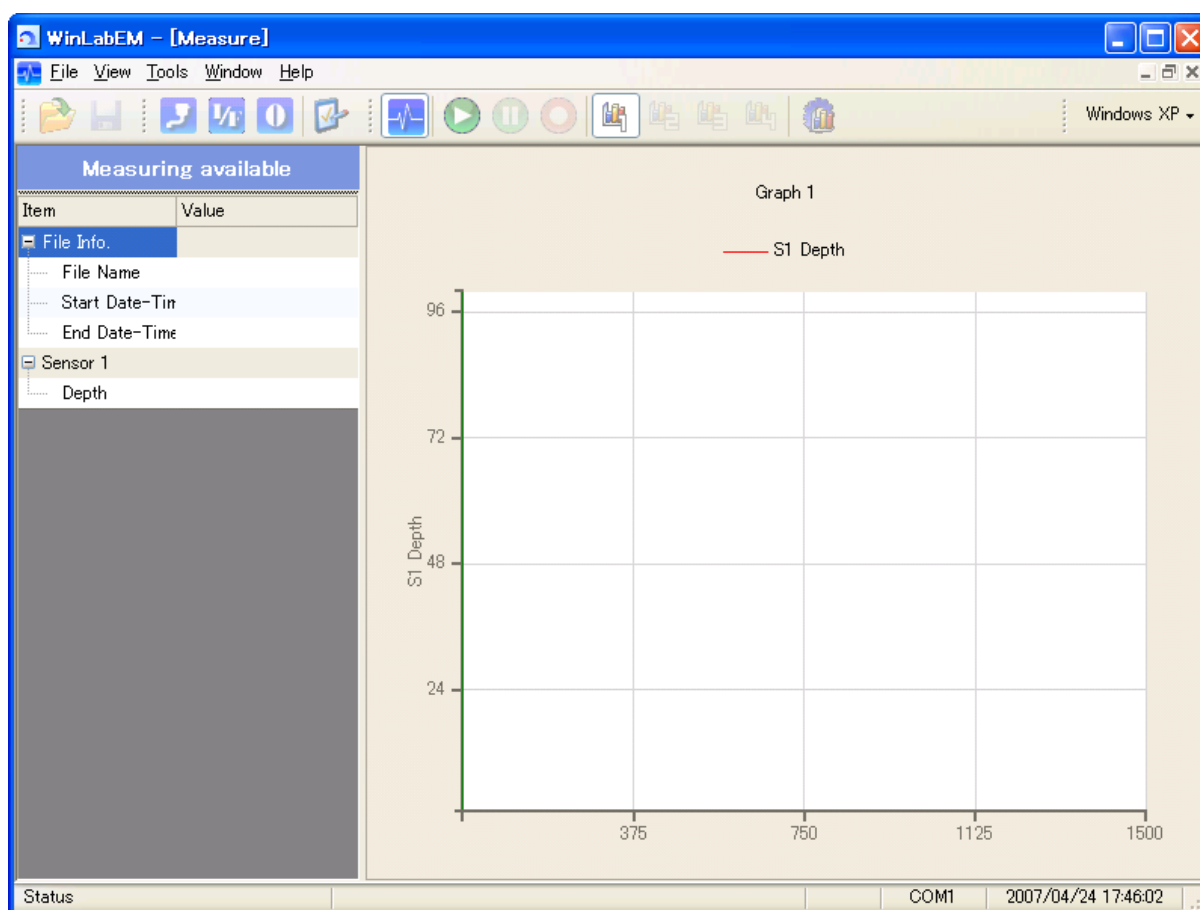 WinLabEM - [Measure]
File View Tools Window Help
1/F
Windows XP
Measuring available
Item Value
File Info.
File Name
Start Date-Tim
End Date-Time
Sensor 1
Depth
Graph 1
S1 Depth
96
72
48
24
S1 Depth
375 750 1125 1500
Status COM1 2007/04/24 17:46:02